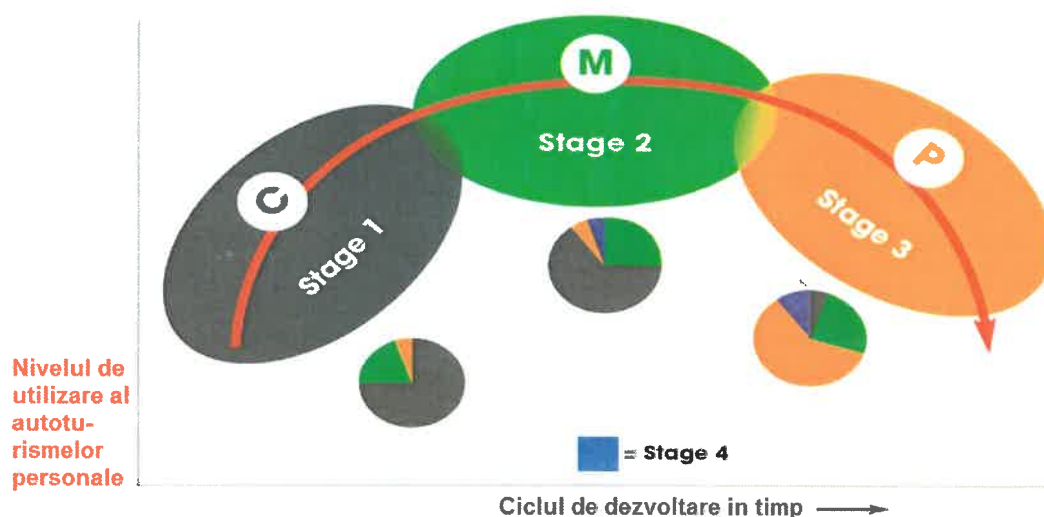 M
Stage 2
C
Stage 1
P
Stage 3
Nivelul de
utilizare al
autotu-
rismelor
personale
= Stage 4
Ciclul de dezvoltare in timp